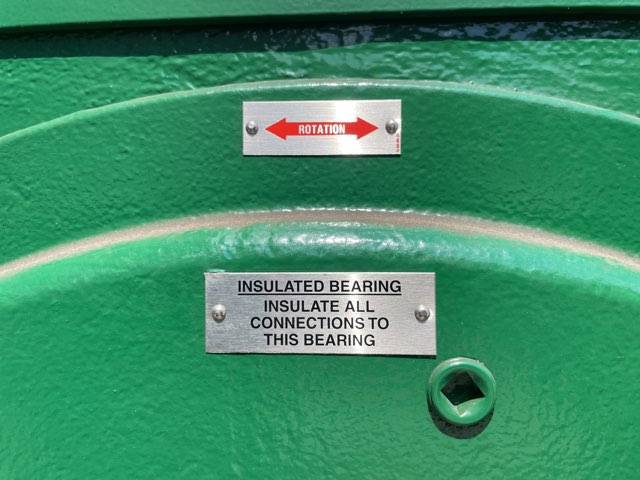 ROTATION
INSULATED BEARING
INSULATE ALL
CONNECTIONS TO
THIS BEARING